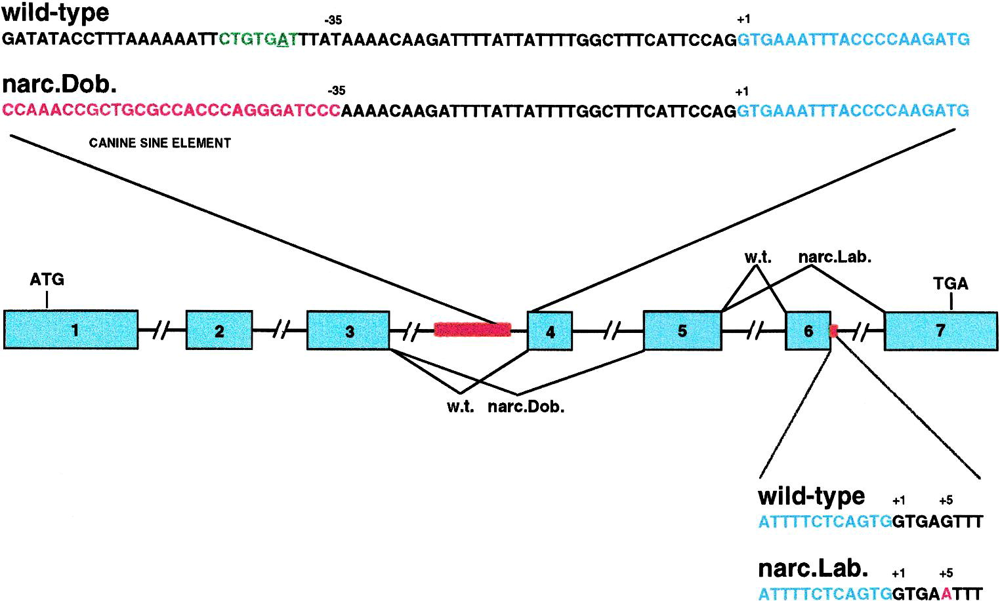 wild-type
-35 +1
GATATACCTTTAAAAAATTCTGTGATTTATAAAACAAGATTTTATTATTTTGGCTTTCATTCCAGGTGAAATTTACCCCAAGATG
narc.Dob.
-35 +1
CCAAACCGCTGCGCCACCCAGGGATCCCAAAACAAGATTTTATTATTTTGGCTTTCATTCCAGGTGAAATTTACCCCAAGATG
CANINE SINE ELEMENT
w.t. narc.Lab.
ATG TGA
1 2 3 4 5 6 7
w.t. narc.Dob.
wild-type +1 +5
ATTTTCTCAGTGGTGAGTTT
narc.Lab. +1 +5
ATTTTCTCAGTGGTGAATTT